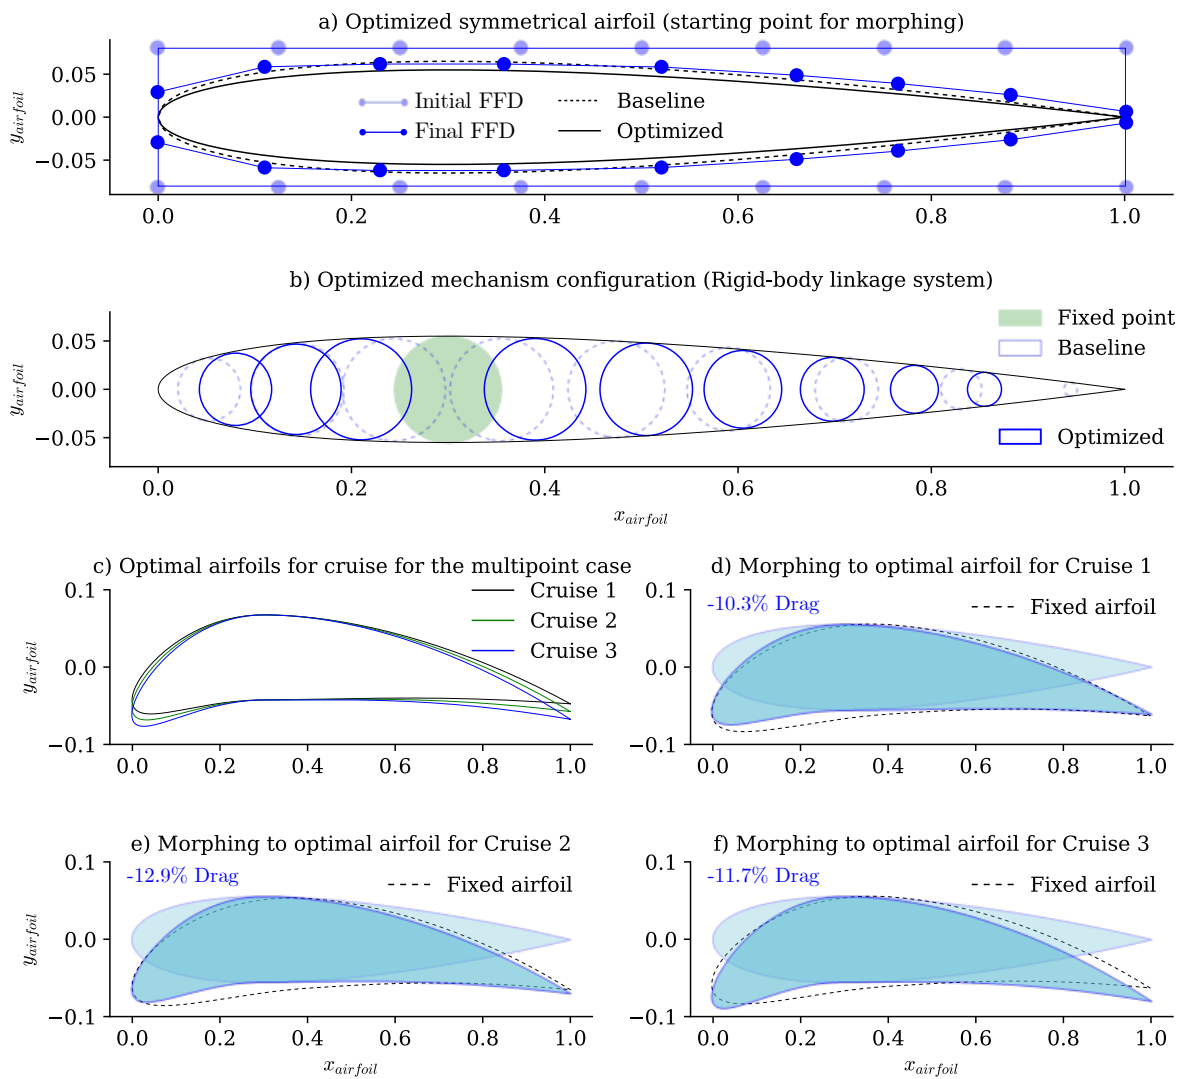 a) Optimized symmetrical airfoil (starting point for morphing)
y_airfoil
0.05
0.00
−0.05
Initial FFD
Final FFD
Baseline
Optimized
0.0 0.2 0.4 0.6 0.8 1.0
b) Optimized mechanism configuration (Rigid-body linkage system)
y_airfoil
0.05
0.00
−0.05
Fixed point
Baseline
Optimized
0.0 0.2 0.4 0.6 0.8 1.0
x_airfoil
c) Optimal airfoils for cruise for the multipoint case
y_airfoil
0.1
0.0
−0.1
Cruise 1
Cruise 2
Cruise 3
0.0 0.2 0.4 0.6 0.8 1.0
d) Morphing to optimal airfoil for Cruise 1
0.1
0.0
−0.1
-10.3% Drag
Fixed airfoil
0.0 0.2 0.4 0.6 0.8 1.0
e) Morphing to optimal airfoil for Cruise 2
y_airfoil
0.1
0.0
−0.1
-12.9% Drag
Fixed airfoil
0.0 0.2 0.4 0.6 0.8 1.0
x_airfoil
f) Morphing to optimal airfoil for Cruise 3
0.1
0.0
−0.1
-11.7% Drag
Fixed airfoil
0.0 0.2 0.4 0.6 0.8 1.0
x_airfoil